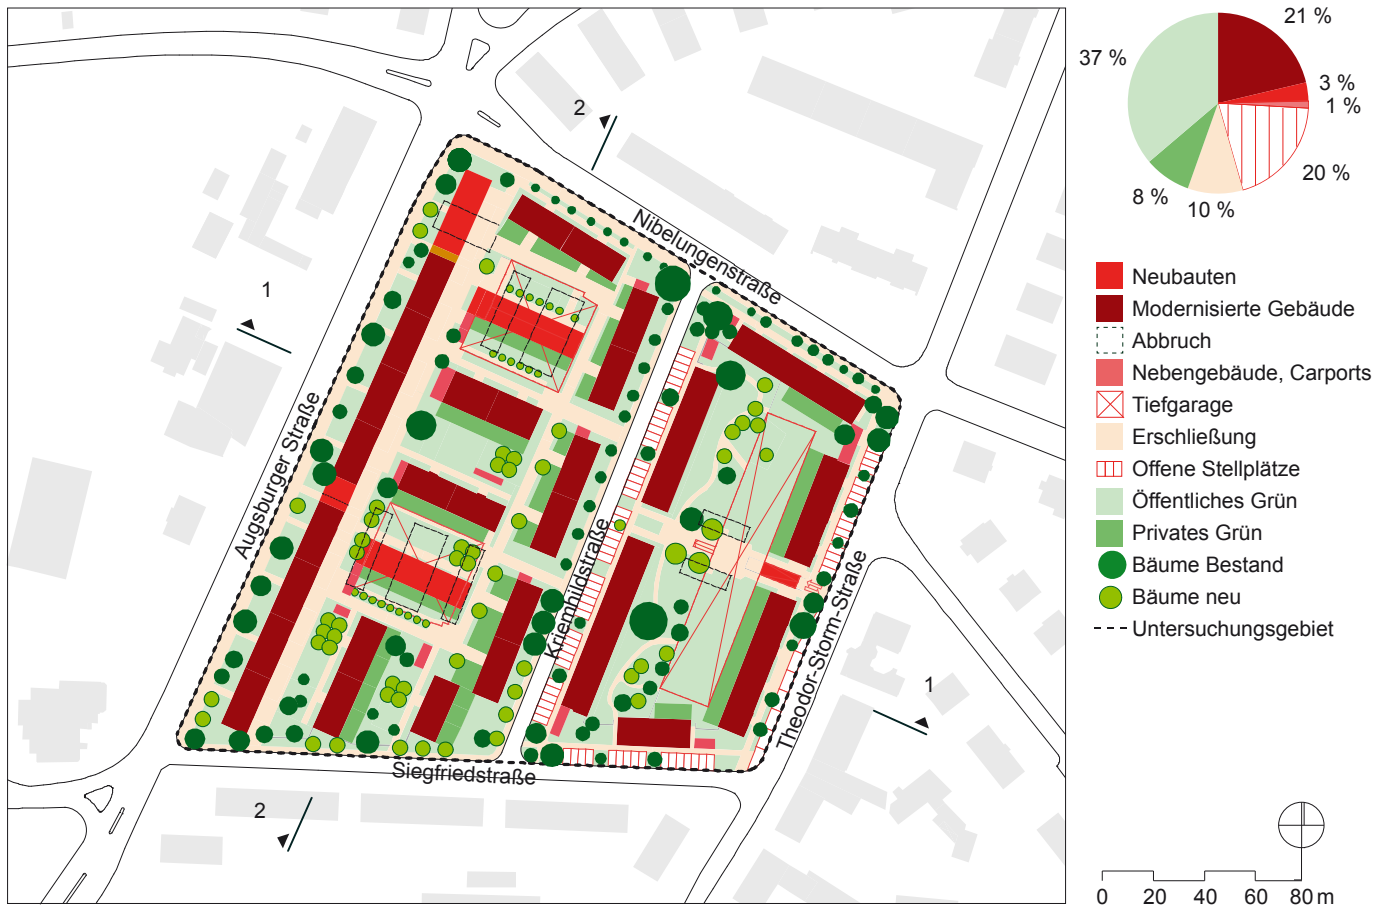 21 %
3 %
1 %
20 %
10 %
8 %
37 %
2
1
Nibelungenstraße
Augsburger Straße
Kriemhildstraße
Theodor-Storm-Straße
Siegfriedstraße
1
2
Neubauten
Modernisierte Gebäude
Abbruch
Nebengebäude, Carports
Tiefgarage
Erschließung
Offene Stellplätze
Öffentliches Grün
Privates Grün
Bäume Bestand
Bäume neu
Untersuchungsgebiet
0 20 40 60 80 m